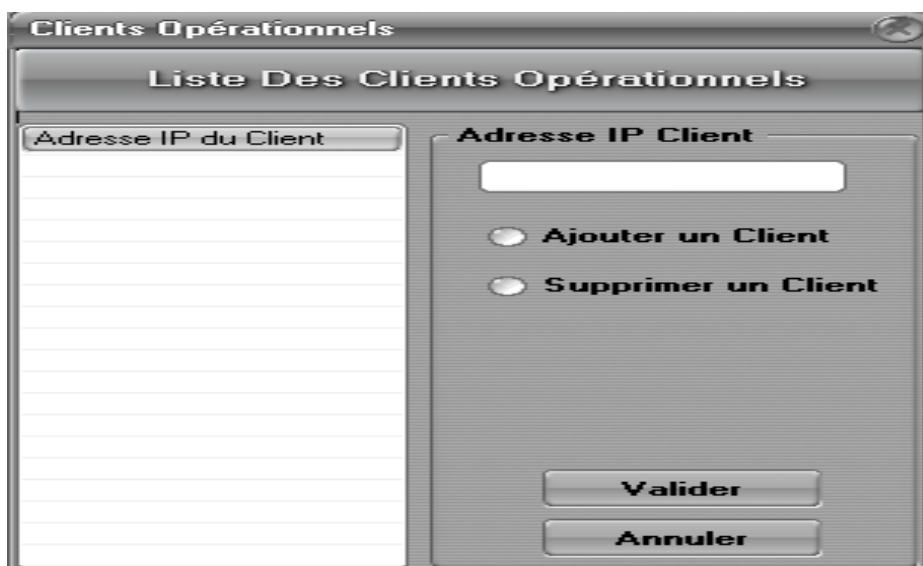 Clients Opérationnels
Liste Des Clients Opérationnels
Adresse IP du Client
Adresse IP Client
Ajouter un Client
Supprimer un Client
Valider
Annuler